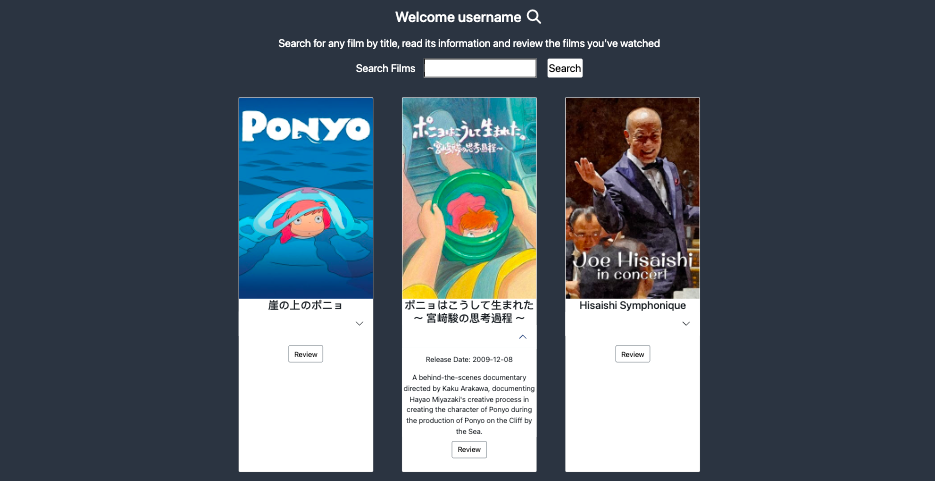 Welcome username
Search for any film by title, read its information and review the films you've watched
Search Films
Search
PONYO
ポニョはこうして生まれた。
～宮崎駿の思考過程～
Joe Hisaishi
in concert
崖の上のポニョ
Review
ポニョはこうして生まれた
～ 宮﨑駿の思考過程 ～
Release Date: 2009-12-08
A behind-the-scenes documentary
directed by Kaku Arakawa, documenting
Hayao Miyazaki's creative process in
creating the character of Ponyo during
the production of Ponyo on the Cliff by
the Sea.
Review
Hisaishi Symphonique
Review